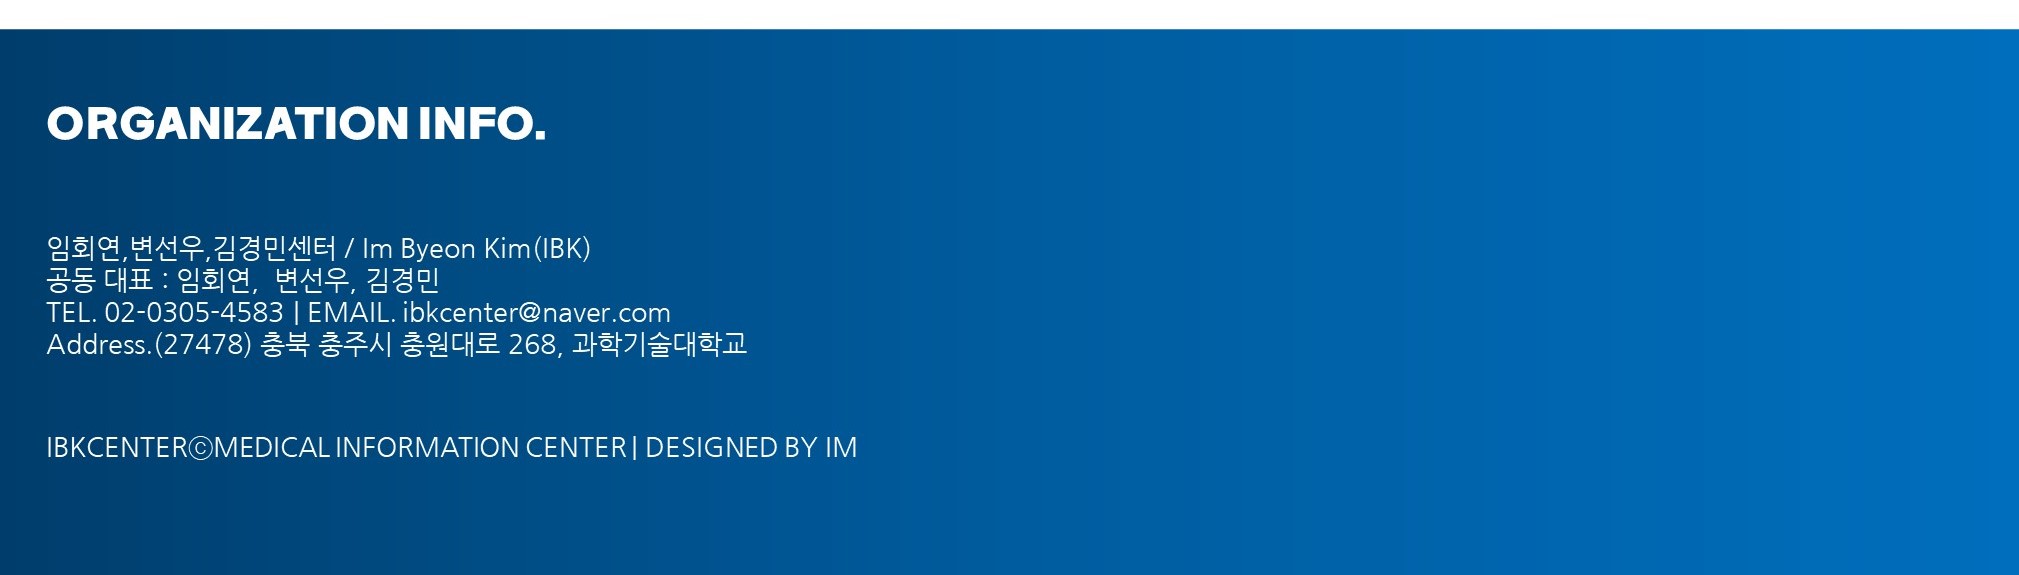 ORGANIZATION INFO.
임회연,변선우,김경민센터 / Im Byeon Kim(IBK)
공동 대표 : 임회연,  변선우, 김경민
TEL. 02-0305-4583 | EMAIL. ibkcenter@naver.com
Address.(27478) 충북 충주시 충원대로 268, 과학기술대학교
IBKCENTERⓒMEDICAL INFORMATION CENTER | DESIGNED BY IM